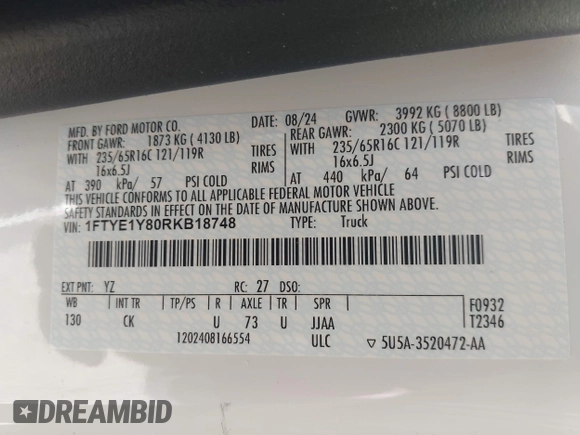 MFD. BY FORD MOTOR CO. DATE: 08/24 GVWR: 3992 KG (8800 LB)
FRONT GAWR: 1873 KG (4130 LB) REAR GAWR: 2300 KG (5070 LB)
WITH 235/65R16C 121/119R TIRES WITH 235/65R16C 121/119R TIRES
16x6.5J RIMS 16x6.5J RIMS
AT 390 kPa/ 57 PSI COLD AT 440 kPa/ 64 PSI COLD
THIS VEHICLE CONFORMS TO ALL APPLICABLE FEDERAL MOTOR VEHICLE
SAFETY STANDARDS IN EFFECT ON THE DATE OF MANUFACTURE SHOWN ABOVE.
VIN: 1FTYE1Y80RKB18748 TYPE: Truck
EXT PNT: YZ RC: 27 DSO:
WB INT TR TP/PS R AXLE TR SPR F0932
130 CK U 73 U JJAA T2346
1202408166554 ULC ▽ 5U5A-3520472-AA
DREAMBID